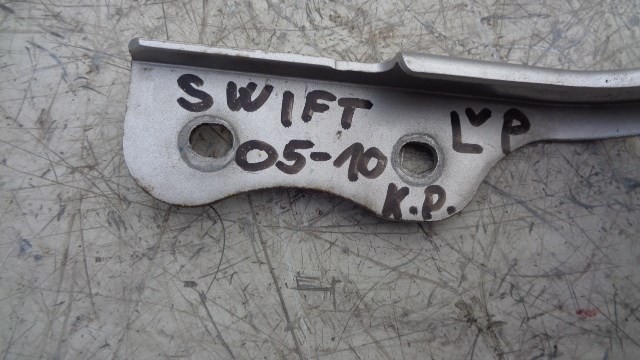 SWIFT
05-10
L ˇ P
K.P.